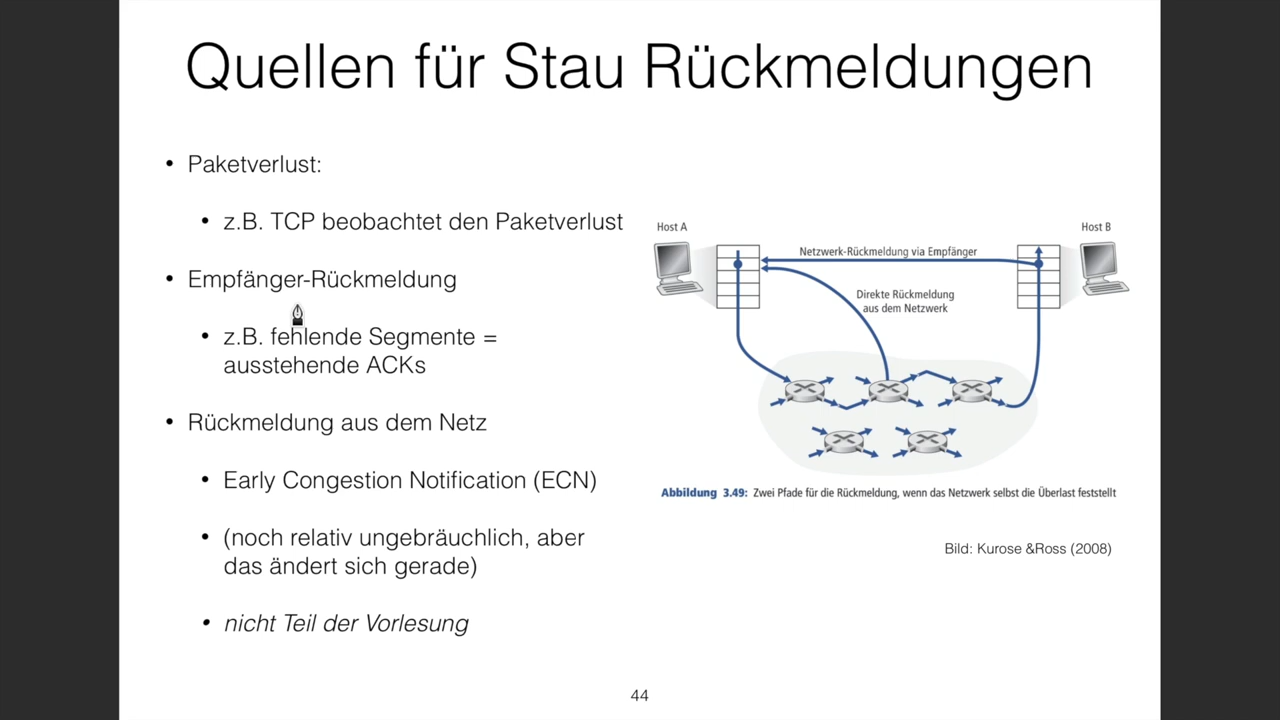 Quellen für Stau Rückmeldungen
• Paketverlust:
• z.B. TCP beobachtet den Paketverlust
• Empfänger-Rückmeldung
• z.B. fehlende Segmente =
ausstehende ACKs
• Rückmeldung aus dem Netz
• Early Congestion Notification (ECN)
• (noch relativ ungebräuchlich, aber
das ändert sich gerade)
• nicht Teil der Vorlesung
Host A
Host B
Netzwerk-Rückmeldung via Empfänger
Direkte Rückmeldung
aus dem Netzwerk
Abbildung 3.49: Zwei Pfade für die Rückmeldung, wenn das Netzwerk selbst die Überlast feststellt
Bild: Kurose &Ross (2008)
44